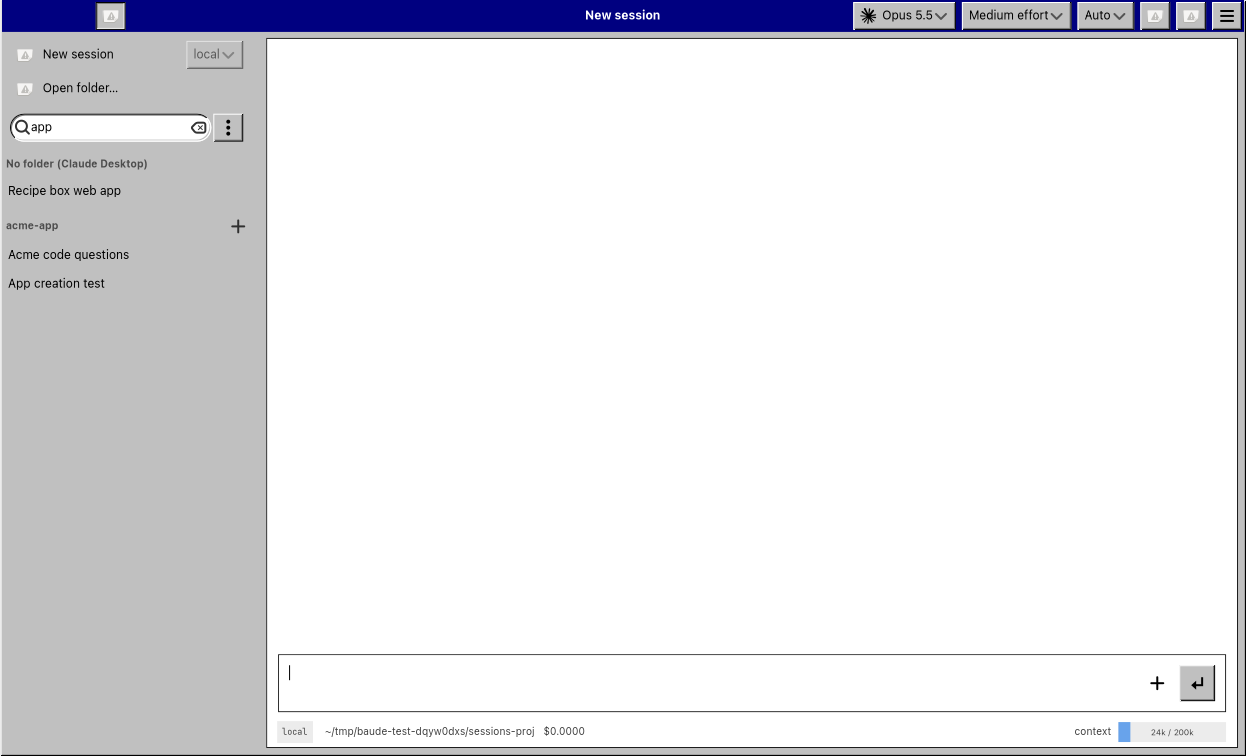 New session
Opus 5.5
Medium effort
Auto
New session
local
Open folder...
app
No folder (Claude Desktop)
Recipe box web app
acme-app
Acme code questions
App creation test
local
~/tmp/baude-test-dqyw0dxs/sessions-proj
$0.0000
context
24k / 200k